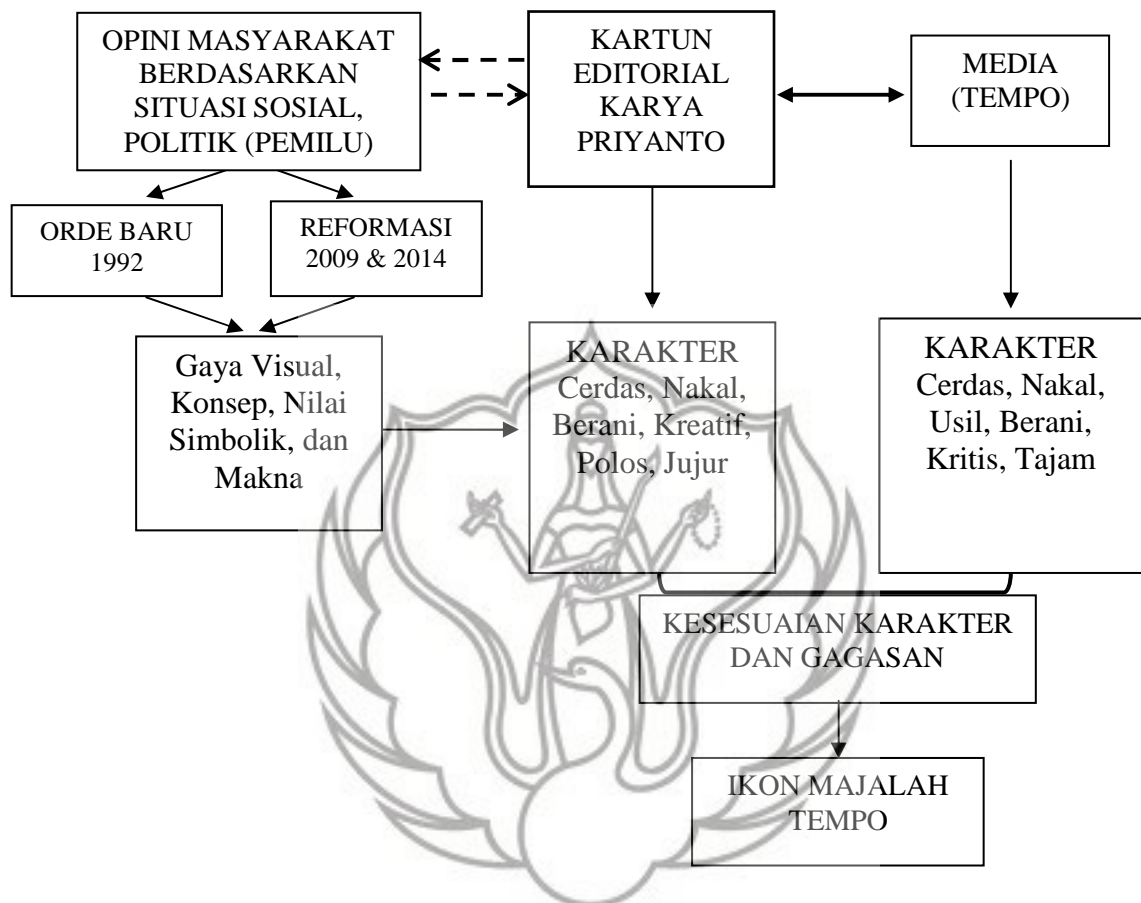 OPINI MASYARAKAT
BERDASARKAN
SITUASI SOSIAL,
POLITIK (PEMILU)
KARTUN
EDITORIAL
KARYA
PRIYANTO
MEDIA
(TEMPO)
ORDE BARU
1992
REFORMASI
2009 & 2014
Gaya Visual,
Konsep, Nilai
Simbolik, dan
Makna
KARAKTER
Cerdas, Nakal,
Berani, Kreatif,
Polos, Jujur
KARAKTER
Cerdas, Nakal,
Usil, Berani,
Kritis, Tajam
KESESUAIAN KARAKTER
DAN GAGASAN
IKON MAJALAH
TEMPO